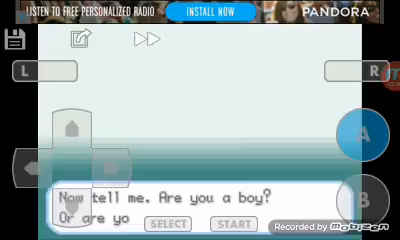 LISTEN TO FREE PERSONALIZED RADIO
INSTALL NOW
PANDORA
L
R
A
Now tell me. Are you a boy?
Or are yo
SELECT
START
B
Recorded by Mobizen